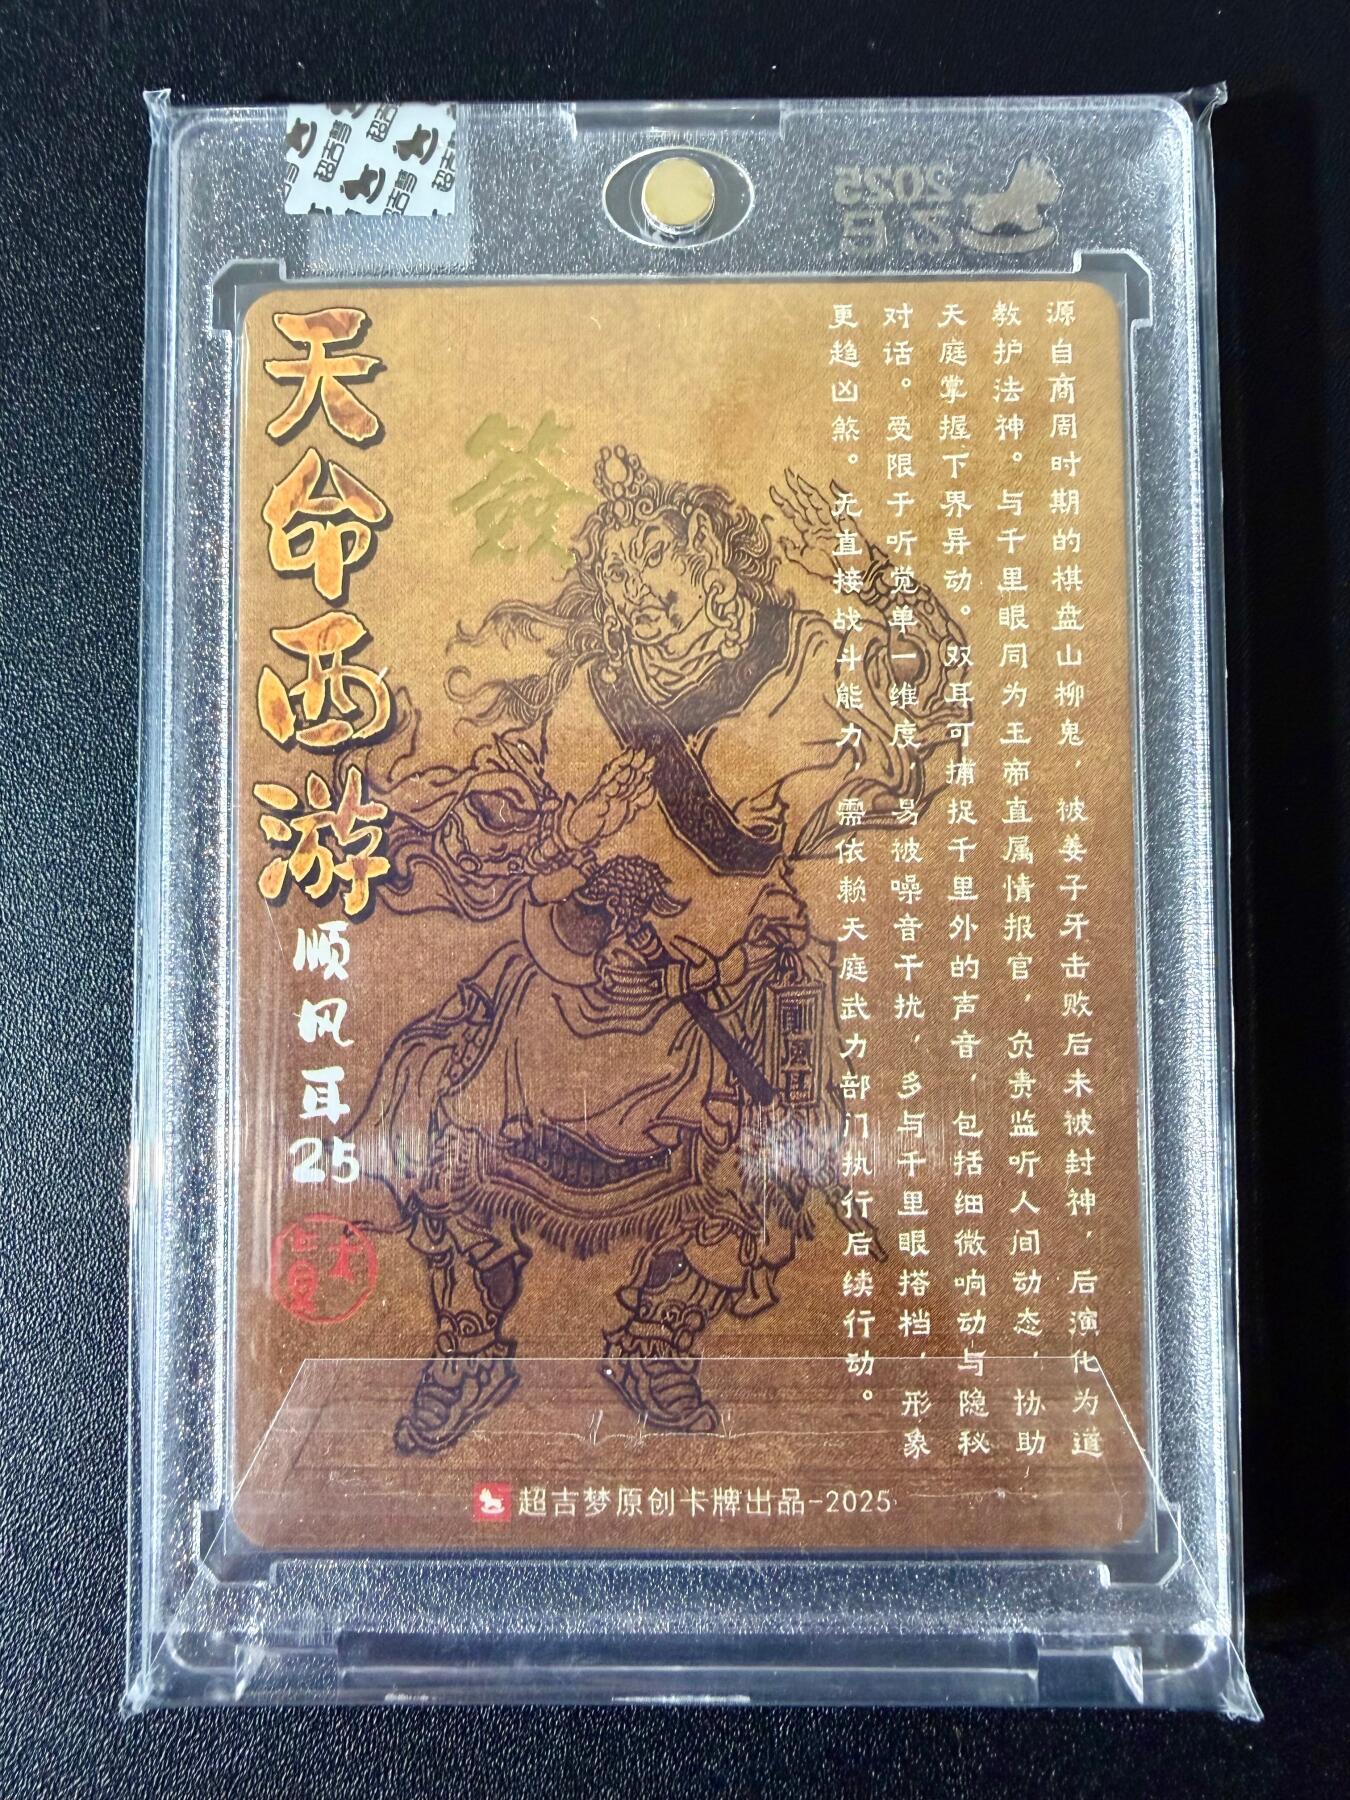 超吉梦
2025
乙巳
源自商周时期的棋盘山柳鬼，被姜子牙击败后未被封神，后演化为道
教护法神。与千里眼同为玉帝直属情报官，负责监听人间动态，协助
天庭掌握下界异动。双耳可捕捉千里外的声音，包括细微响动与隐秘
对话。受限于听觉单一维度，易被噪音干扰，多与千里眼搭档，形象
更趋凶煞。无直接战斗能力，需依赖天庭武力部门执行后续行动。
簽
天命西游
顺风耳
25
超吉梦原创卡牌出品-2025